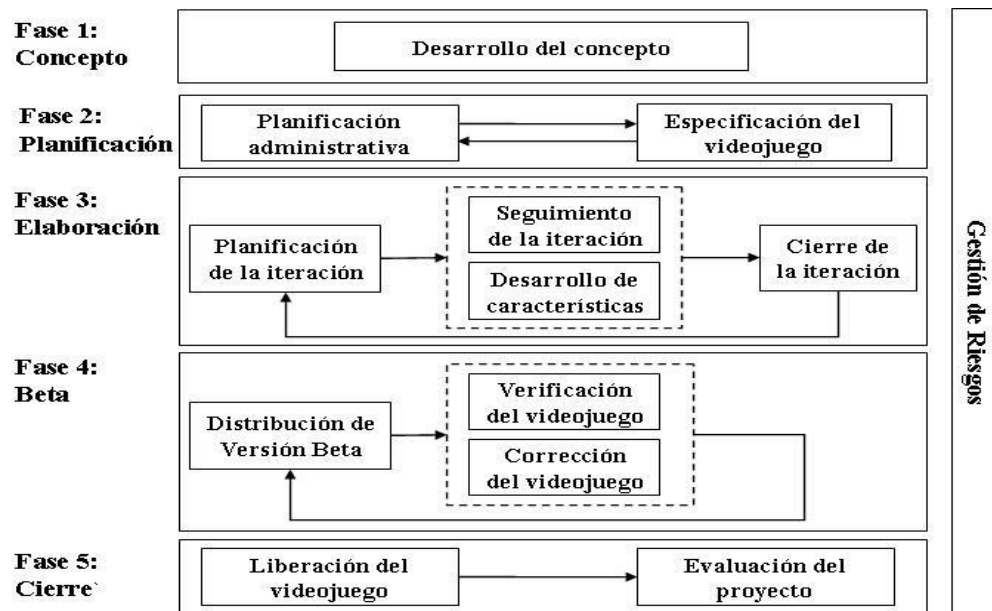 Fase 1:
Concepto
Desarrollo del concepto
Fase 2:
Planificación
Planificación
administrativa
Especificación del
videojuego
Fase 3:
Elaboración
Planificación
de la iteración
Seguimiento
de la iteración
Desarrollo de
características
Cierre de
la iteración
Fase 4:
Beta
Distribución de
Versión Beta
Verificación
del videojuego
Corrección
del videojuego
Fase 5:
Cierre`
Liberación del
videojuego
Evaluación del
proyecto
Gestión de Riesgos